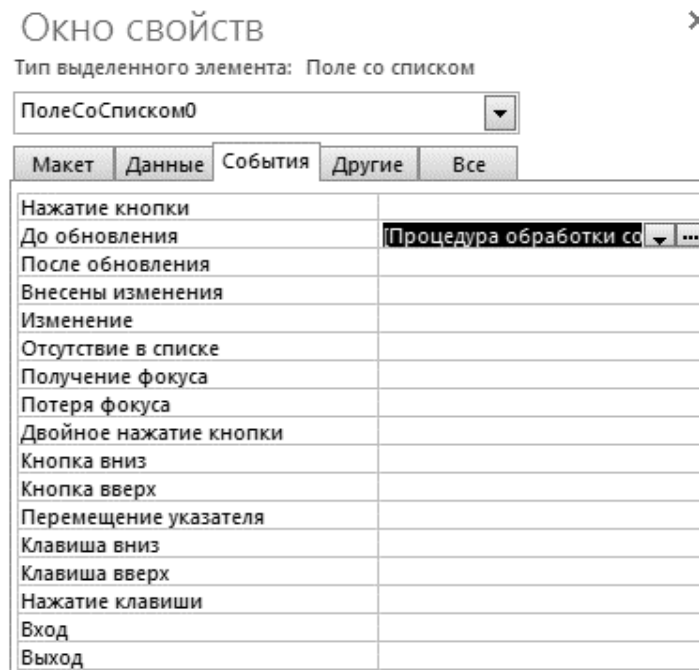 Окно свойств
Тип выделенного элемента: Поле со списком
ПолеСоСписком0
Макет Данные События Другие Все
Нажатие кнопки
До обновления [Процедура обработки со
После обновления
Внесены изменения
Изменение
Отсутствие в списке
Получение фокуса
Потеря фокуса
Двойное нажатие кнопки
Кнопка вниз
Кнопка вверх
Перемещение указателя
Клавиша вниз
Клавиша вверх
Нажатие клавиши
Вход
Выход